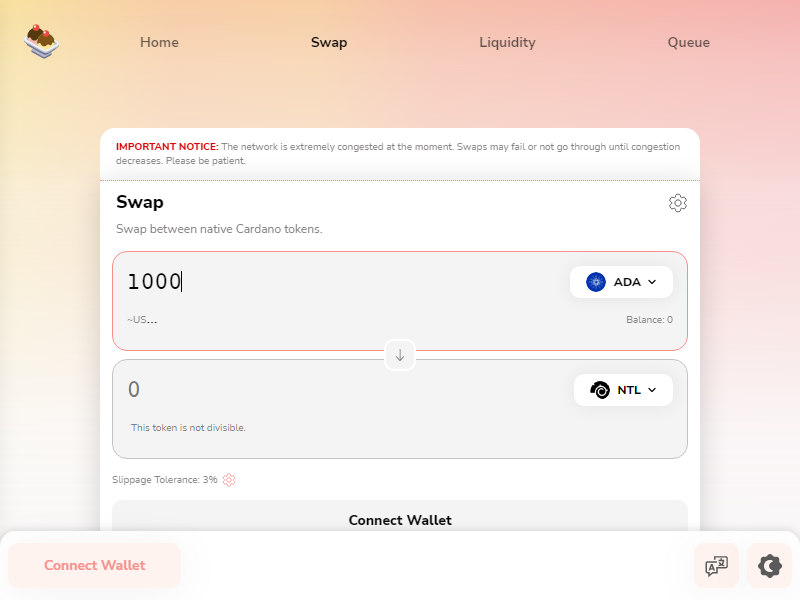 Home
Swap
Liquidity
Queue
IMPORTANT NOTICE: The network is extremely congested at the moment. Swaps may fail or not go through until congestion
decreases. Please be patient.
Swap
Swap between native Cardano tokens.
1000
ADA
~US...
Balance: 0
0
NTL
This token is not divisible.
Slippage Tolerance: 3%
Connect Wallet
Connect Wallet